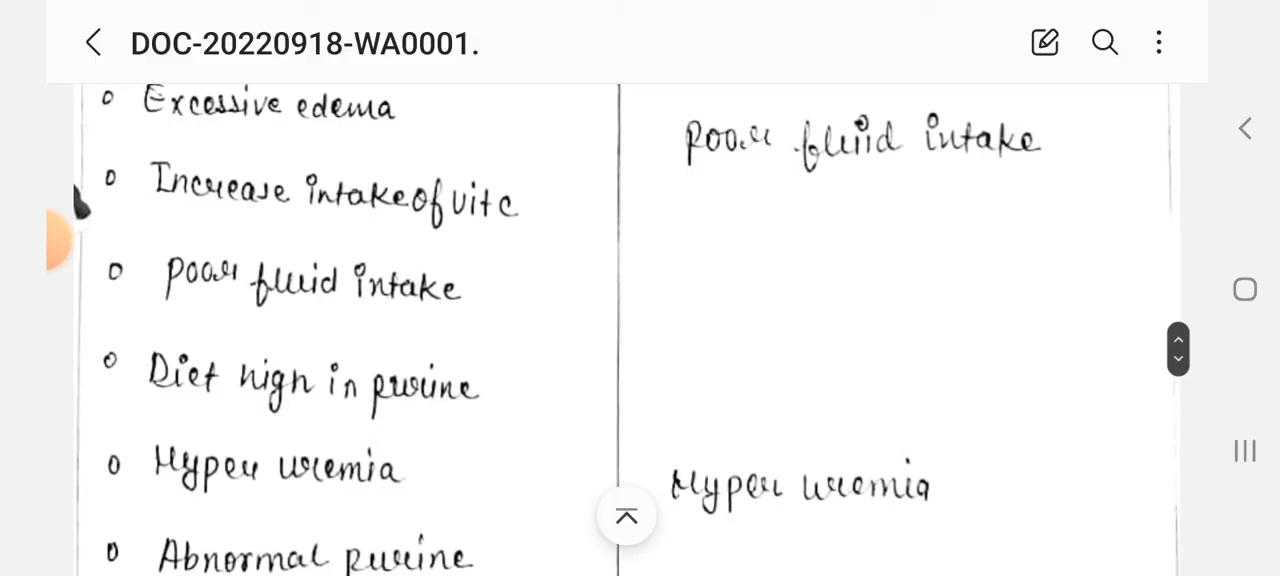 DOC-20220918-WA0001.
Excessive edema
Poor fluid intake
Increase intake of vit c
Poor fluid intake
Diet high in purine
Hyper uremia
Hyper uremia
Abnormal purine